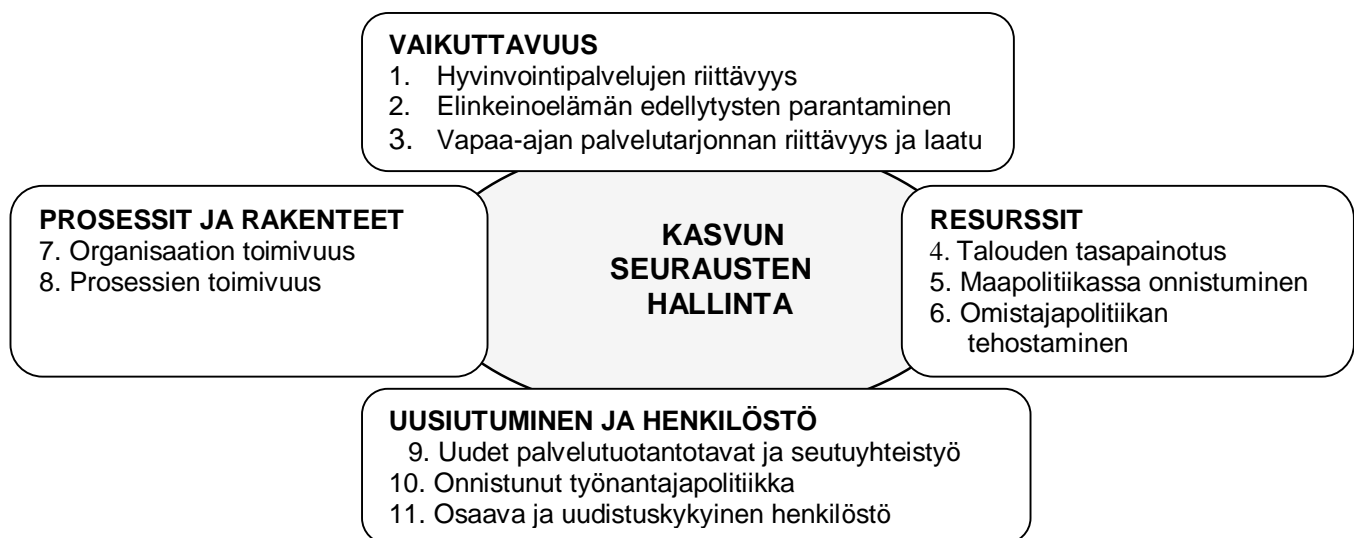 VAIKUTTAVUUS
1. Hyvinvointipalvelujen riittävyys
2. Elinkeinoelämän edellytysten parantaminen
3. Vapaa-ajan palvelutarjonnan riittävyys ja laatu
PROSESSIT JA RAKENTEET
7. Organisaation toimivuus
8. Prosessien toimivuus
KASVUN
SEURAUSTEN
HALLINTA
RESURSSIT
4. Talouden tasapainotus
5. Maapolitiikassa onnistuminen
6. Omistajapolitiikan
tehostaminen
UUSIUTUMINEN JA HENKILÖSTÖ
9. Uudet palvelutuotantotavat ja seutuyhteistyö
10. Onnistunut työnantajapolitiikka
11. Osaava ja uudistuskykyinen henkilöstö